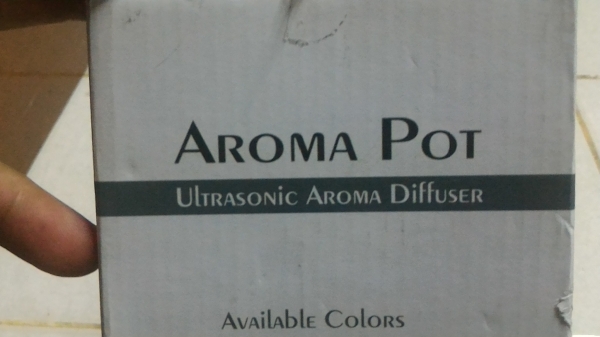 AROMA POT
ULTRASONIC AROMA DIFFUSER
AVAILABLE COLORS